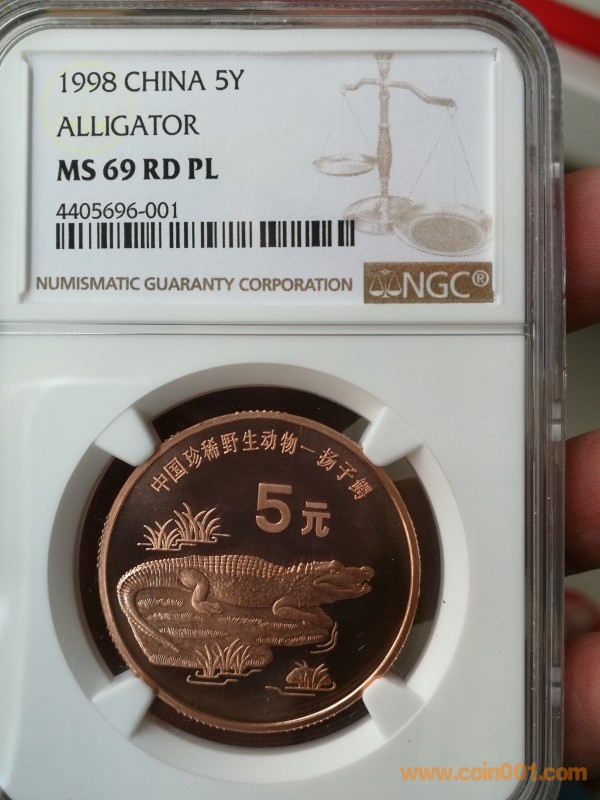 1998 CHINA 5Y
ALLIGATOR
MS 69 RD PL
4405696-001
NUMISMATIC GUARANTY CORPORATION
NGC®
中国珍稀野生动物—扬子鳄
5元
www.coin001.com